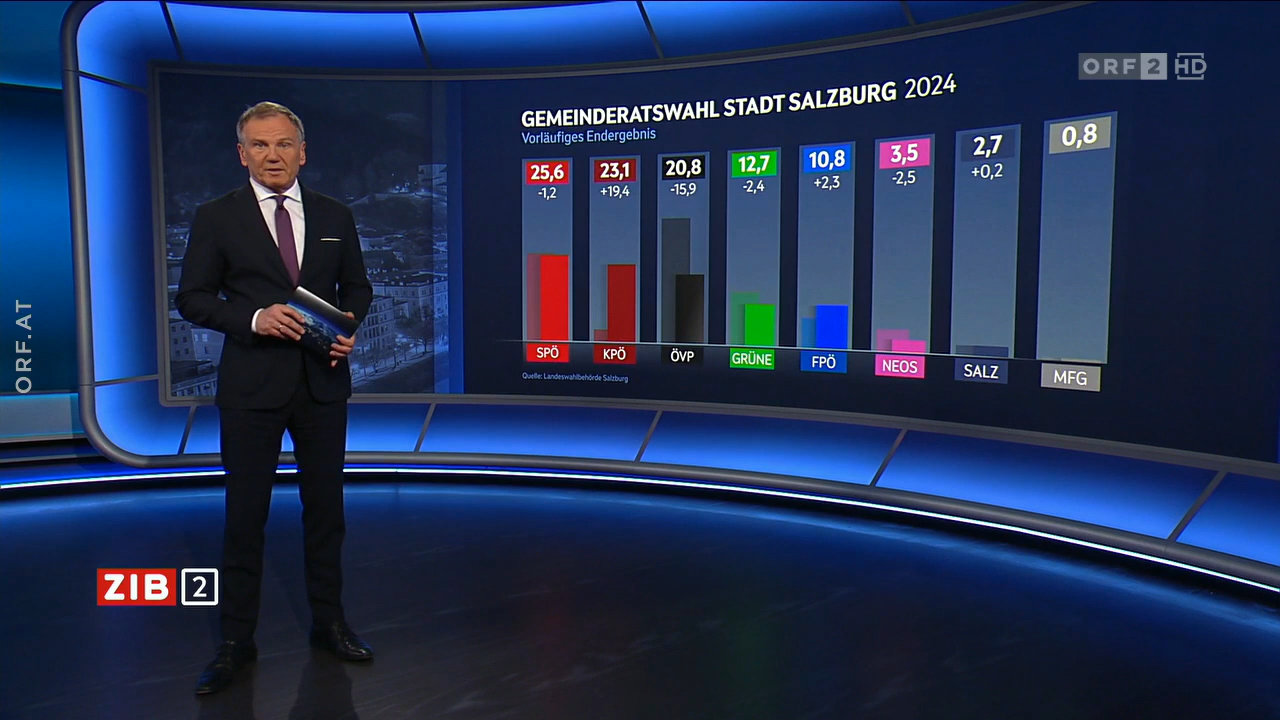 ORF 2 HD
GEMEINDERATSWAHL STADT SALZBURG 2024
Vorläufiges Endergebnis
25,6 23,1 20,8 12,7 10,8 3,5 2,7 0,8
-1,2 +19,4 -15,9 -2,4 +2,3 -2,5 +0,2
SPÖ KPÖ ÖVP GRÜNE FPÖ NEOS SALZ MFG
Quelle: Landeswahlbehörde Salzburg
ORF.AT
ZIB 2